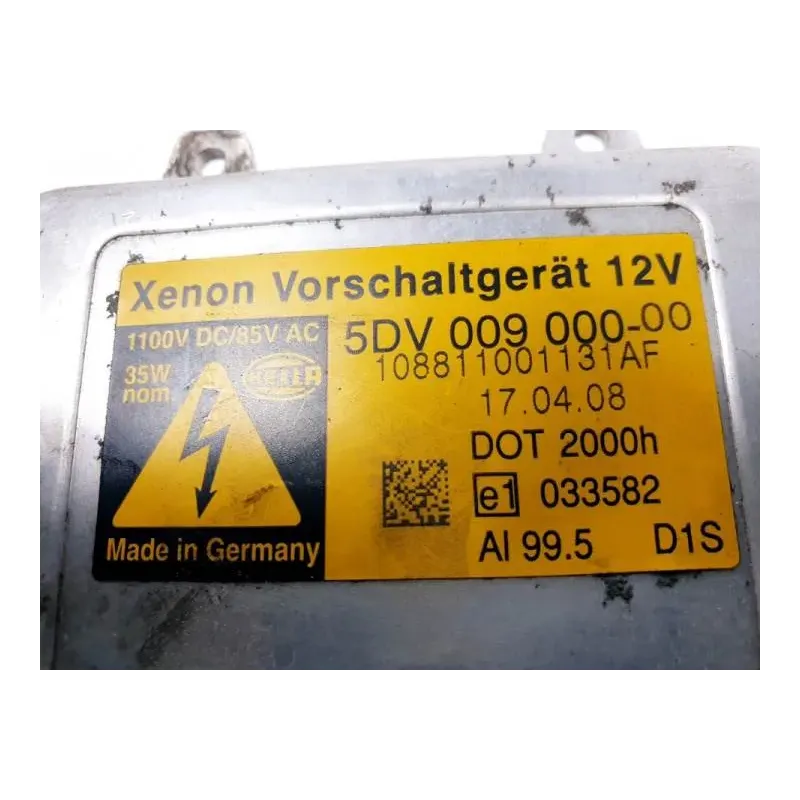 Xenon Vorschaltgerät 12V
1100V DC/85V AC
35W
nom
HELLA
Made in Germany
5DV 009 000-00
108811001131AF
17.04.08
DOT 2000h
e1 033582
Al 99.5 D1S